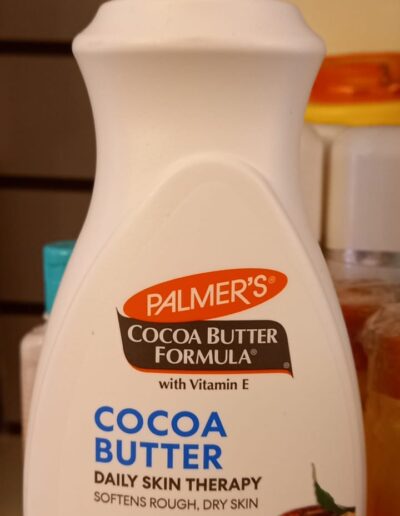 PALMER'S®
COCOA BUTTER
FORMULA®
with Vitamin E
COCOA
BUTTER
DAILY SKIN THERAPY
SOFTENS ROUGH, DRY SKIN